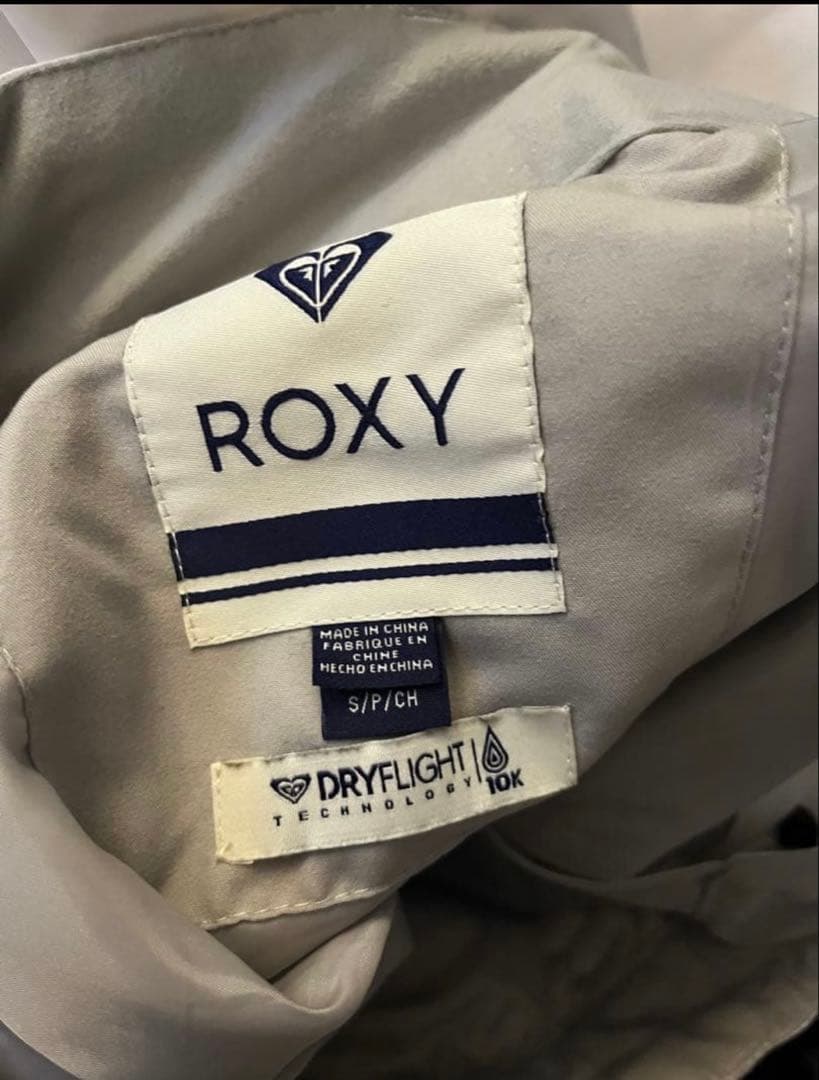 ROXY
MADE IN CHINA
FABRIQUE EN
CHINE
HECHO EN CHINA
S/P/CH
DRYFLIGHT
TECHNOLOGY
10K